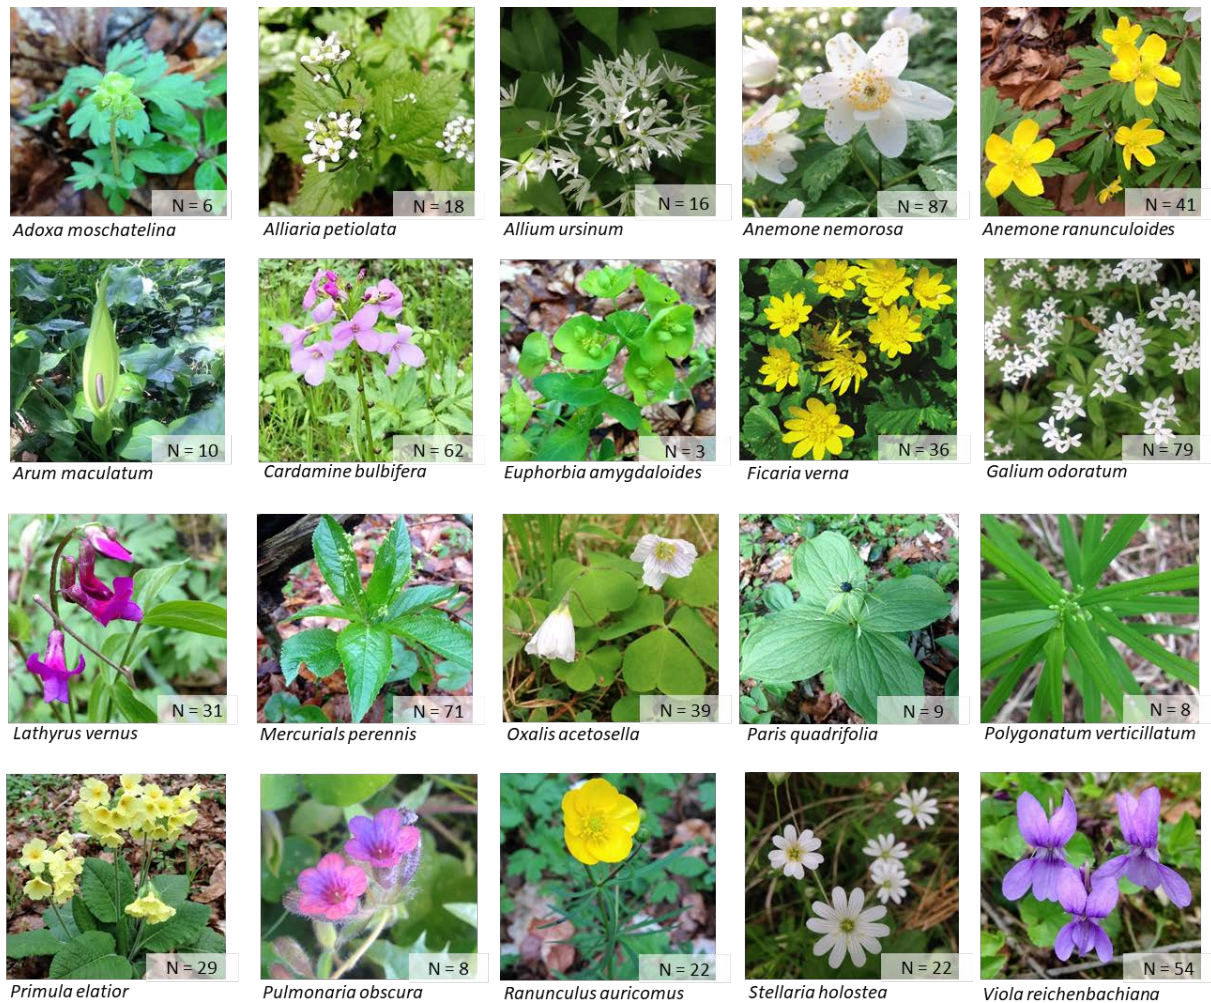 N = 6
Adoxa moschatelina
N = 18
Alliaria petiolata
N = 16
Allium ursinum
N = 87
Anemone nemorosa
N = 41
Anemone ranunculoides
N = 10
Arum maculatum
N = 62
Cardamine bulbifera
N = 3
Euphorbia amygdaloides
N = 36
Ficaria verna
N = 79
Galium odoratum
N = 31
Lathyrus vernus
N = 71
Mercurials perennis
N = 39
Oxalis acetosella
N = 9
Paris quadrifolia
N = 8
Polygonatum verticillatum
N = 29
Primula elatior
N = 8
Pulmonaria obscura
N = 22
Ranunculus auricomus
N = 22
Stellaria holostea
N = 54
Viola reichenbachiana